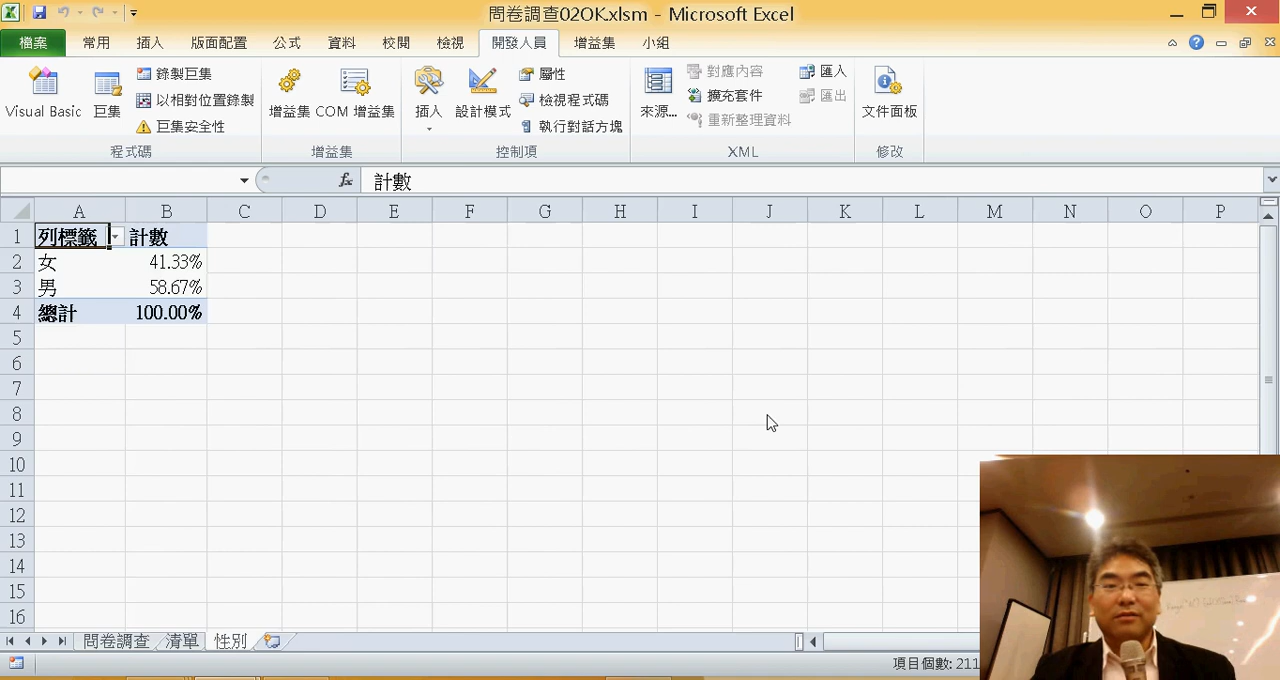 問卷調查02OK.xlsm - Microsoft Excel
檔案 常用 插入 版面配置 公式 資料 校閱 檢視 開發人員 增益集 小組
Visual Basic 巨集 錄製巨集 以相對位置錄製 巨集安全性
增益集 COM 增益集
插入 設計模式 屬性 檢視程式碼 執行對話方塊
來源... 對應內容 擴充套件 重新整理資料 匯入 匯出
文件面板
程式碼 增益集 控制項 XML 修改
fx 計數
A B C D E F G H I J K L M N O P
1 列標籤 計數
2 女 41.33%
3 男 58.67%
4 總計 100.00%
5
6
7
8
9
10
11
12
13
14
15
16
問卷調查 清單 性別
項目個數: 211